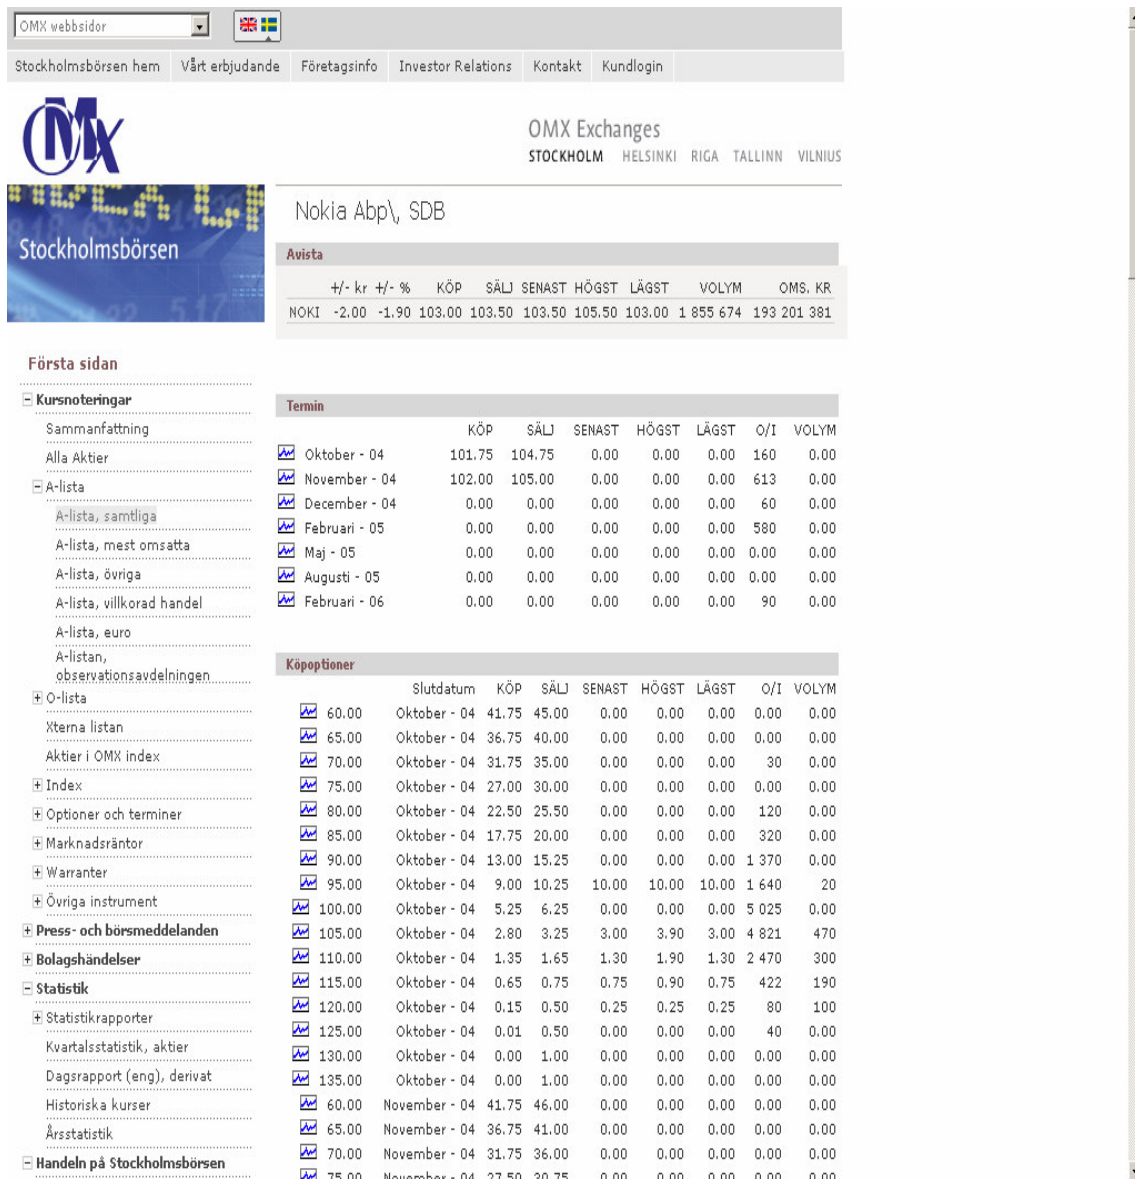 OMX webbsidor
Stockholmsbörsen hem Vårt erbjudande Företagsinfo Investor Relations Kontakt Kundlogin
OMX
OMX Exchanges
STOCKHOLM HELSINKI RIGA TALLINN VILNIUS
Stockholmsbörsen
Nokia Abp\, SDB
Avista
+/- kr +/- % KÖP SÄLJ SENAST HÖGST LÄGST VOLYM OMS. KR
NOKI -2.00 -1.90 103.00 103.50 103.50 105.50 103.00 1 855 674 193 201 381
Första sidan
Kursnoteringar
Sammanfattning
Alla Aktier
A-lista
A-lista, samtliga
A-lista, mest omsatta
A-lista, övriga
A-lista, villkorad handel
A-lista, euro
A-listan,
observationsavdelningen
O-lista
Xterna listan
Aktier i OMX index
Index
Optioner och terminer
Marknadsräntor
Warranter
Övriga instrument
Press- och börsmeddelanden
Bolagshändelser
Statistik
Statistikrapporter
Kvartalsstatistik, aktier
Dagsrapport (eng), derivat
Historiska kurser
Årsstatistik
Handeln på Stockholmsbörsen
Termin
KÖP SÄLJ SENAST HÖGST LÄGST O/I VOLYM
Oktober - 04 101.75 104.75 0.00 0.00 0.00 160 0.00
November - 04 102.00 105.00 0.00 0.00 0.00 613 0.00
December - 04 0.00 0.00 0.00 0.00 0.00 60 0.00
Februari - 05 0.00 0.00 0.00 0.00 0.00 580 0.00
Maj - 05 0.00 0.00 0.00 0.00 0.00 0.00 0.00
Augusti - 05 0.00 0.00 0.00 0.00 0.00 0.00 0.00
Februari - 06 0.00 0.00 0.00 0.00 0.00 90 0.00
Köpoptioner
Slutdatum KÖP SÄLJ SENAST HÖGST LÄGST O/I VOLYM
60.00 Oktober - 04 41.75 45.00 0.00 0.00 0.00 0.00 0.00
65.00 Oktober - 04 36.75 40.00 0.00 0.00 0.00 0.00 0.00
70.00 Oktober - 04 31.75 35.00 0.00 0.00 0.00 30 0.00
75.00 Oktober - 04 27.00 30.00 0.00 0.00 0.00 0.00 0.00
80.00 Oktober - 04 22.50 25.50 0.00 0.00 0.00 120 0.00
85.00 Oktober - 04 17.75 20.00 0.00 0.00 0.00 320 0.00
90.00 Oktober - 04 13.00 15.25 0.00 0.00 0.00 1 370 0.00
95.00 Oktober - 04 9.00 10.25 10.00 10.00 10.00 1 640 20
100.00 Oktober - 04 5.25 6.25 0.00 0.00 0.00 5 025 0.00
105.00 Oktober - 04 2.80 3.25 3.00 3.90 3.00 4 821 470
110.00 Oktober - 04 1.35 1.65 1.30 1.90 1.30 2 470 300
115.00 Oktober - 04 0.65 0.75 0.75 0.90 0.75 422 190
120.00 Oktober - 04 0.15 0.50 0.25 0.25 0.25 80 100
125.00 Oktober - 04 0.01 0.50 0.00 0.00 0.00 40 0.00
130.00 Oktober - 04 0.00 1.00 0.00 0.00 0.00 0.00 0.00
135.00 Oktober - 04 0.00 1.00 0.00 0.00 0.00 0.00 0.00
60.00 November - 04 41.75 46.00 0.00 0.00 0.00 0.00 0.00
65.00 November - 04 36.75 41.00 0.00 0.00 0.00 0.00 0.00
70.00 November - 04 31.75 36.00 0.00 0.00 0.00 0.00 0.00
75.00 November - 04 27.50 30.75 0.00 0.00 0.00 0.00 0.00